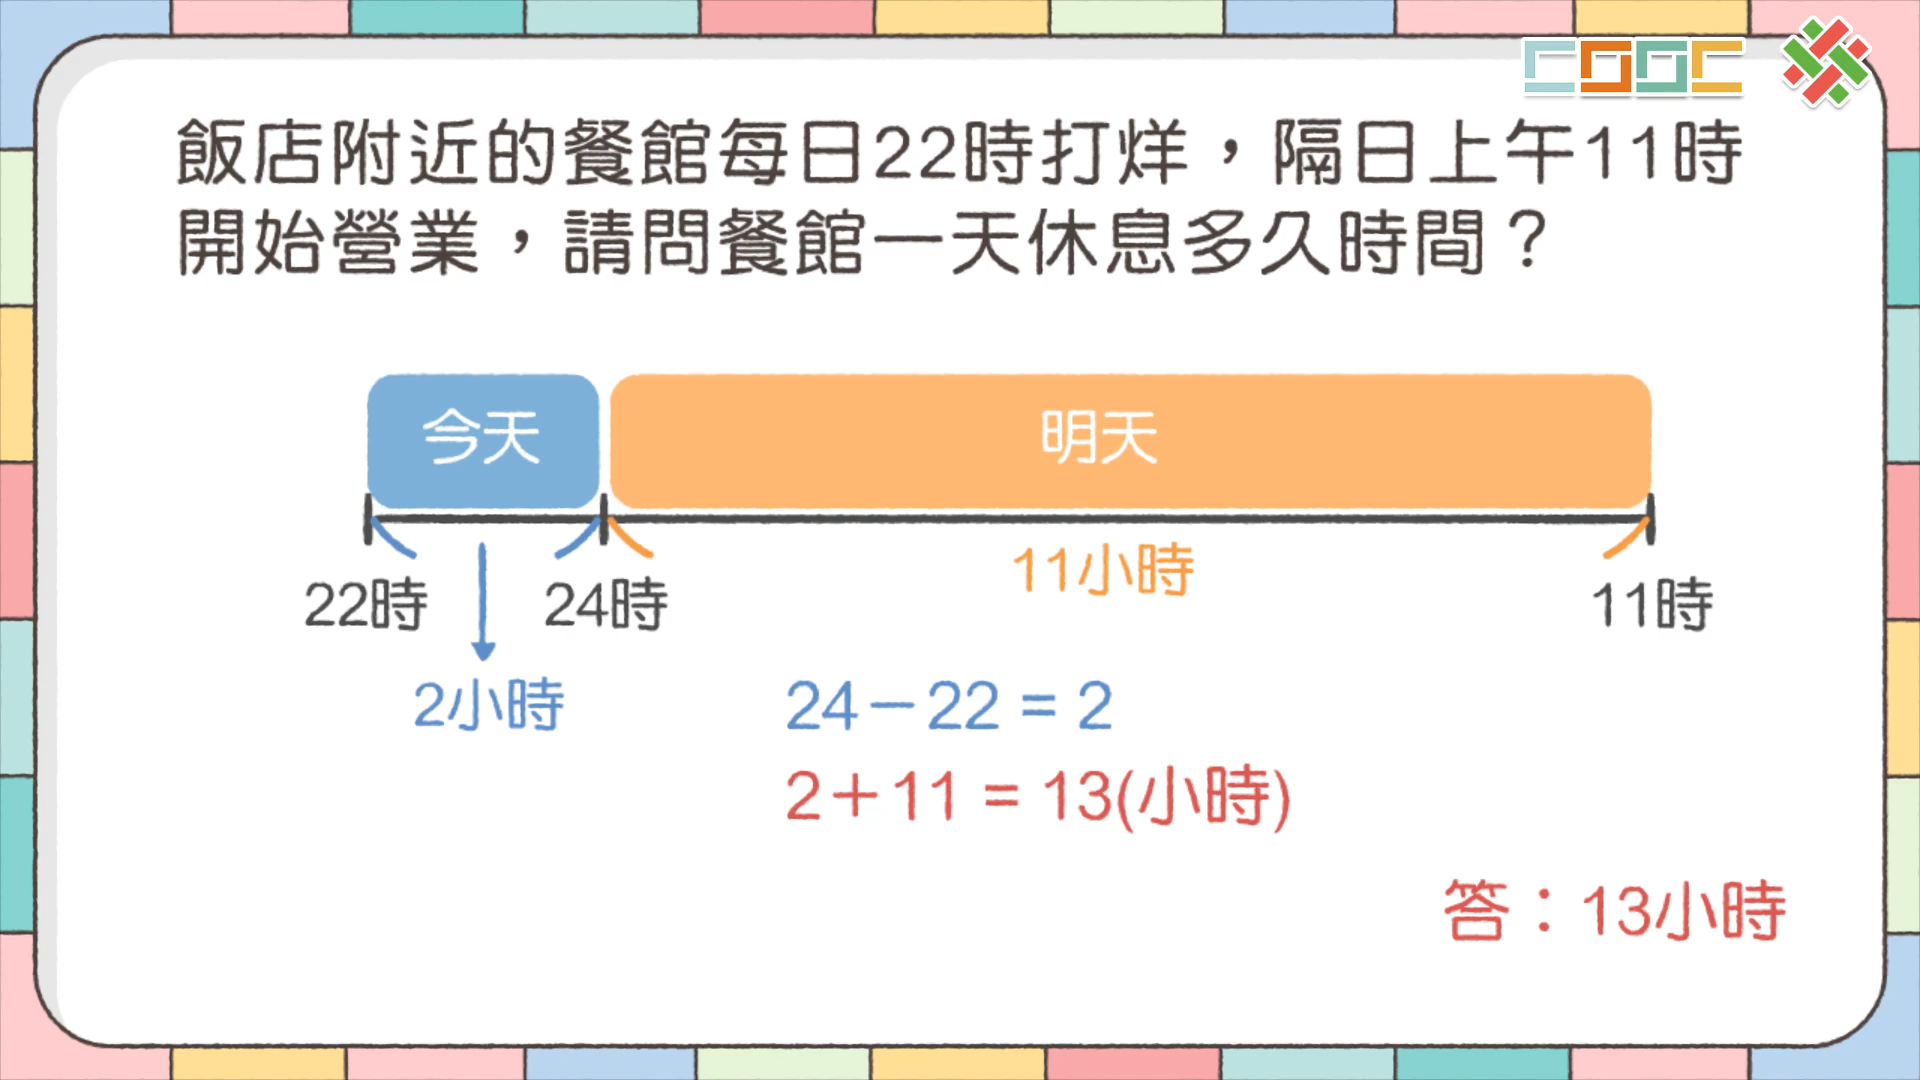 COOC
飯店附近的餐館每日22時打烊，隔日上午11時
開始營業，請問餐館一天休息多久時間？
今天
明天
11小時
22時
24時
11時
2小時
24－22 = 2
2＋11 = 13(小時)
答：13小時